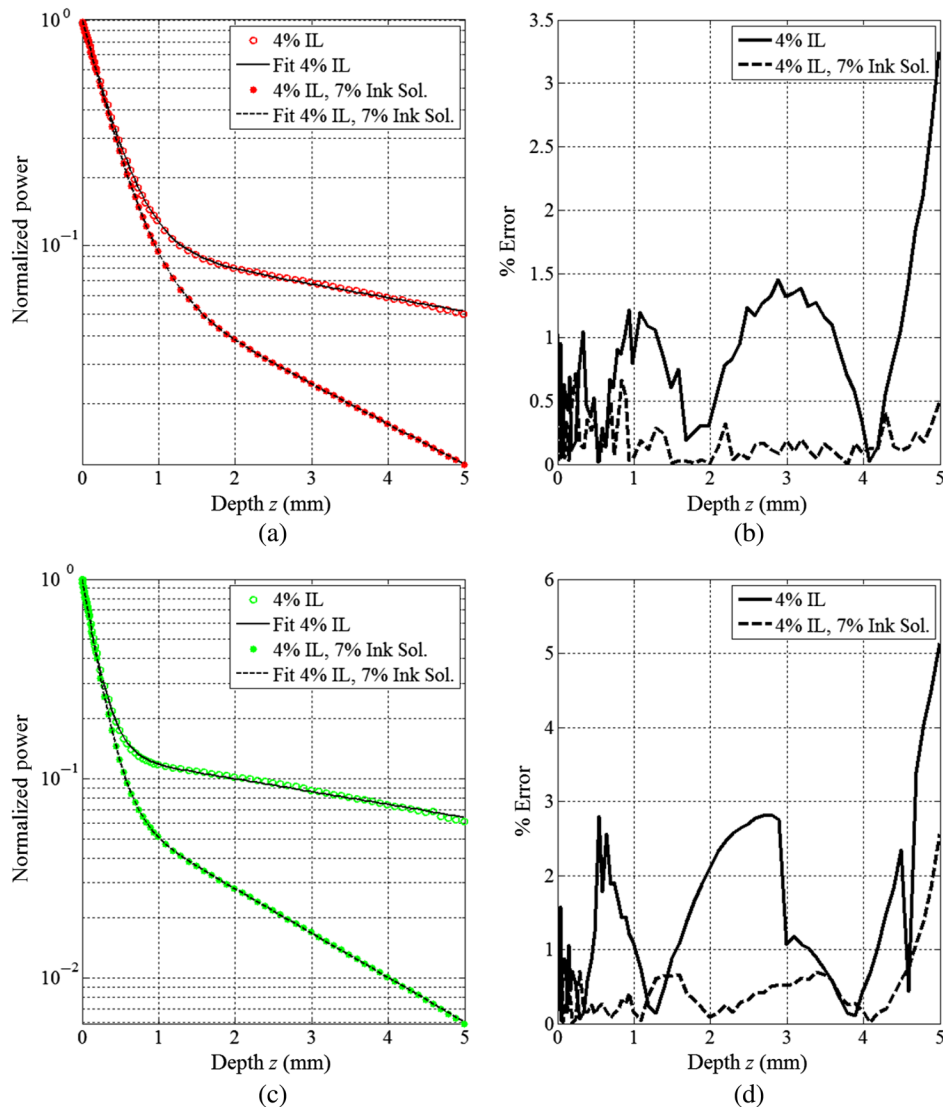 10^0
10^-1
Normalized power
4% IL
Fit 4% IL
4% IL, 7% Ink Sol.
Fit 4% IL, 7% Ink Sol.
0 1 2 3 4 5
Depth z (mm)
(a)
3.5
3
2.5
2
1.5
1
0.5
0
% Error
4% IL
4% IL, 7% Ink Sol.
0 1 2 3 4 5
Depth z (mm)
(b)
10^0
10^-1
10^-2
Normalized power
4% IL
Fit 4% IL
4% IL, 7% Ink Sol.
Fit 4% IL, 7% Ink Sol.
0 1 2 3 4 5
Depth z (mm)
(c)
6
5
4
3
2
1
0
% Error
4% IL
4% IL, 7% Ink Sol.
0 1 2 3 4 5
Depth z (mm)
(d)